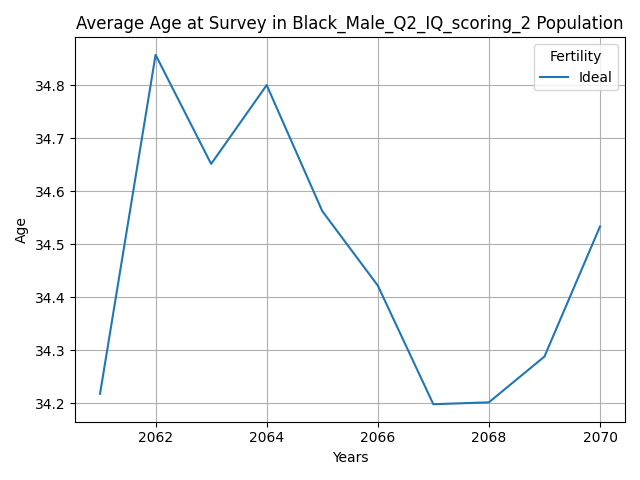 Average Age at Survey in Black_Male_Q2_IQ_scoring_2 Population
Fertility
Ideal
34.8
34.7
34.6
34.5
34.4
34.3
34.2
Age
2062 2064 2066 2068 2070
Years